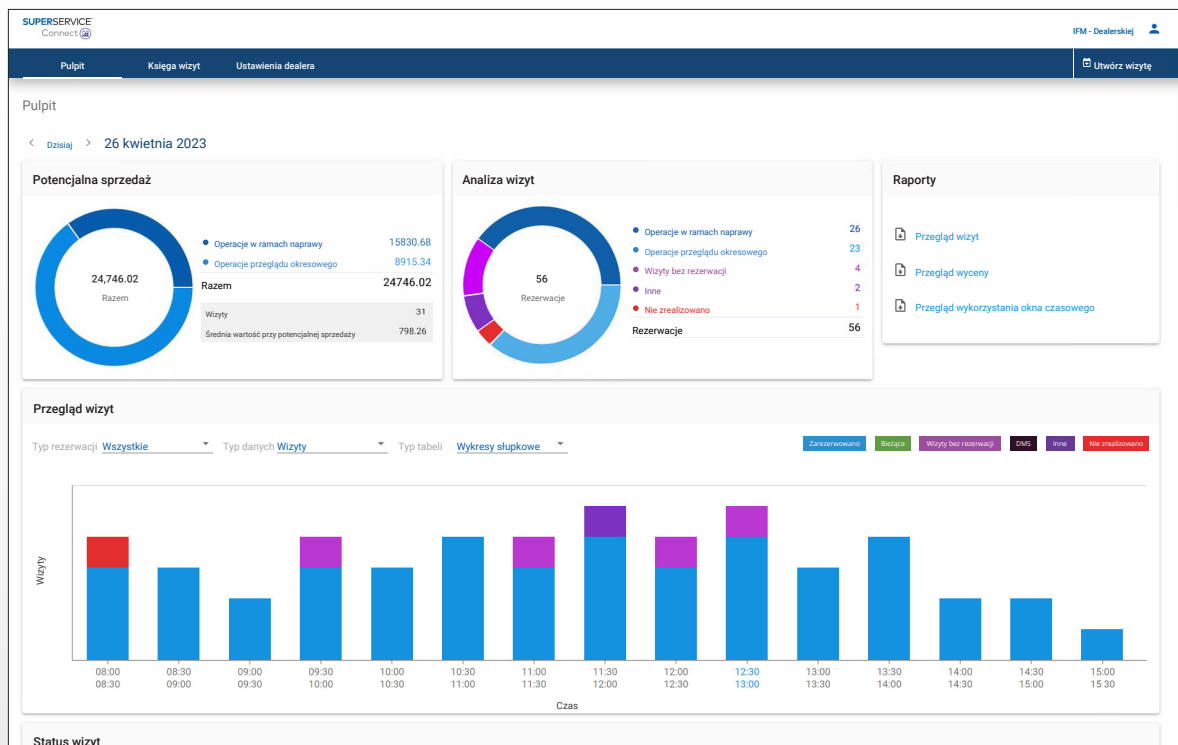 SUPERSERVICE
Connect
IFM - Dealerskiej
Pulpit Księga wizyt Ustawienia dealera Utwórz wizytę
Pulpit
Dzisiaj 26 kwietnia 2023
Potencjalna sprzedaż
24,746.02
Razem
Operacje w ramach naprawy 15830.68
Operacje przeglądu okresowego 8915.34
Razem 24746.02
Wizyty 31
Średnia wartość przy potencjalnej sprzedaży 798.26
Analiza wizyt
56
Rezerwacje
Operacje w ramach naprawy 26
Operacje przeglądu okresowego 23
Wizyty bez rezerwacji 4
Inne 2
Nie zrealizowano 1
Rezerwacje 56
Raporty
Przegląd wizyt
Przegląd wyceny
Przegląd wykorzystania okna czasowego
Przegląd wizyt
Typ rezerwacji Wszystkie Typ danych Wizyty Typ tabeli Wykresy słupkowe
Zarezerwowano Bieżące Wizyty bez rezerwacji DMS Inne Nie zrealizowano
Wizyty
08:00 08:30 09:00 09:30 10:00 10:30 11:00 11:30 12:00 12:30 13:00 13:30 14:00 14:30 15:00
08:30 09:00 09:30 10:00 10:30 11:00 11:30 12:00 12:30 13:00 13:30 14:00 14:30 15:00 15:30
Czas
Status wizyt